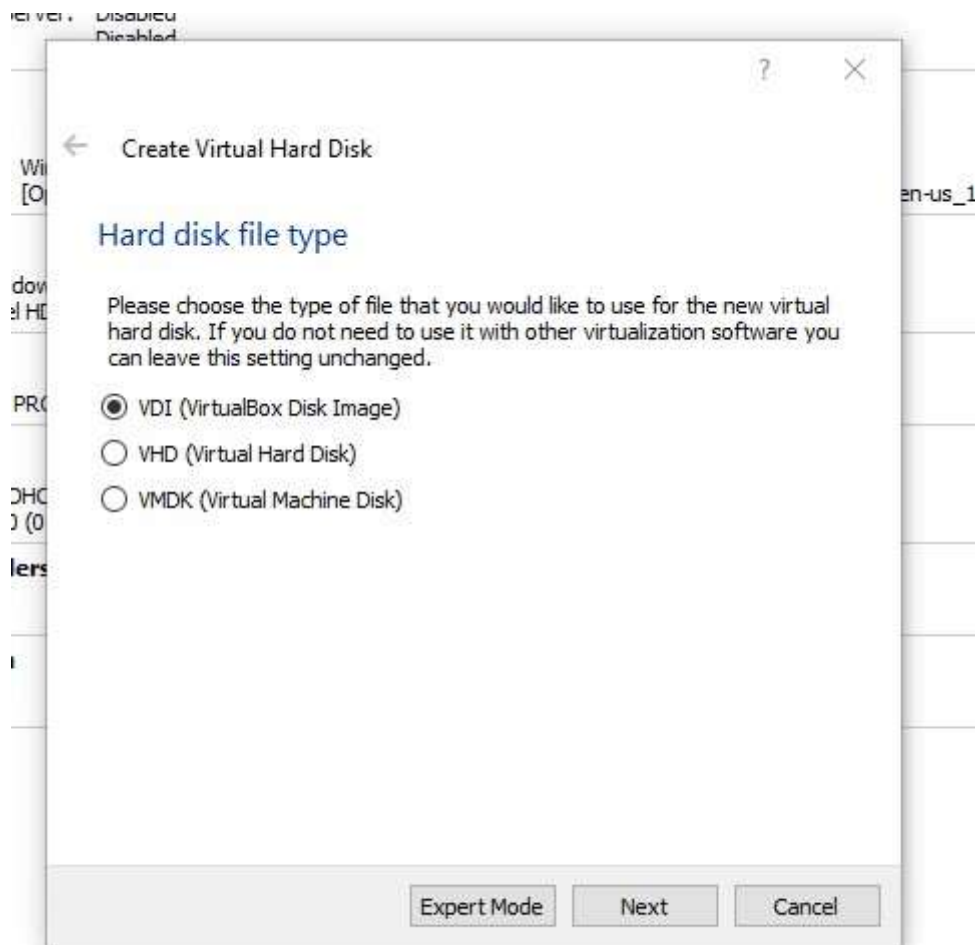 Disabled
Disabled
?
Create Virtual Hard Disk
en-us_1
Hard disk file type
Please choose the type of file that you would like to use for the new virtual
hard disk. If you do not need to use it with other virtualization software you
can leave this setting unchanged.
VDI (VirtualBox Disk Image)
VHD (Virtual Hard Disk)
VMDK (Virtual Machine Disk)
Expert Mode
Next
Cancel